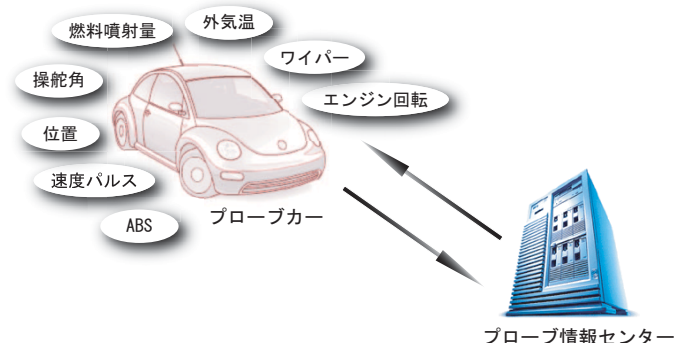 外気温
燃料噴射量
ワイパー
操舵角
エンジン回転
位置
速度パルス
プローブカー
ABS
プローブ情報センター